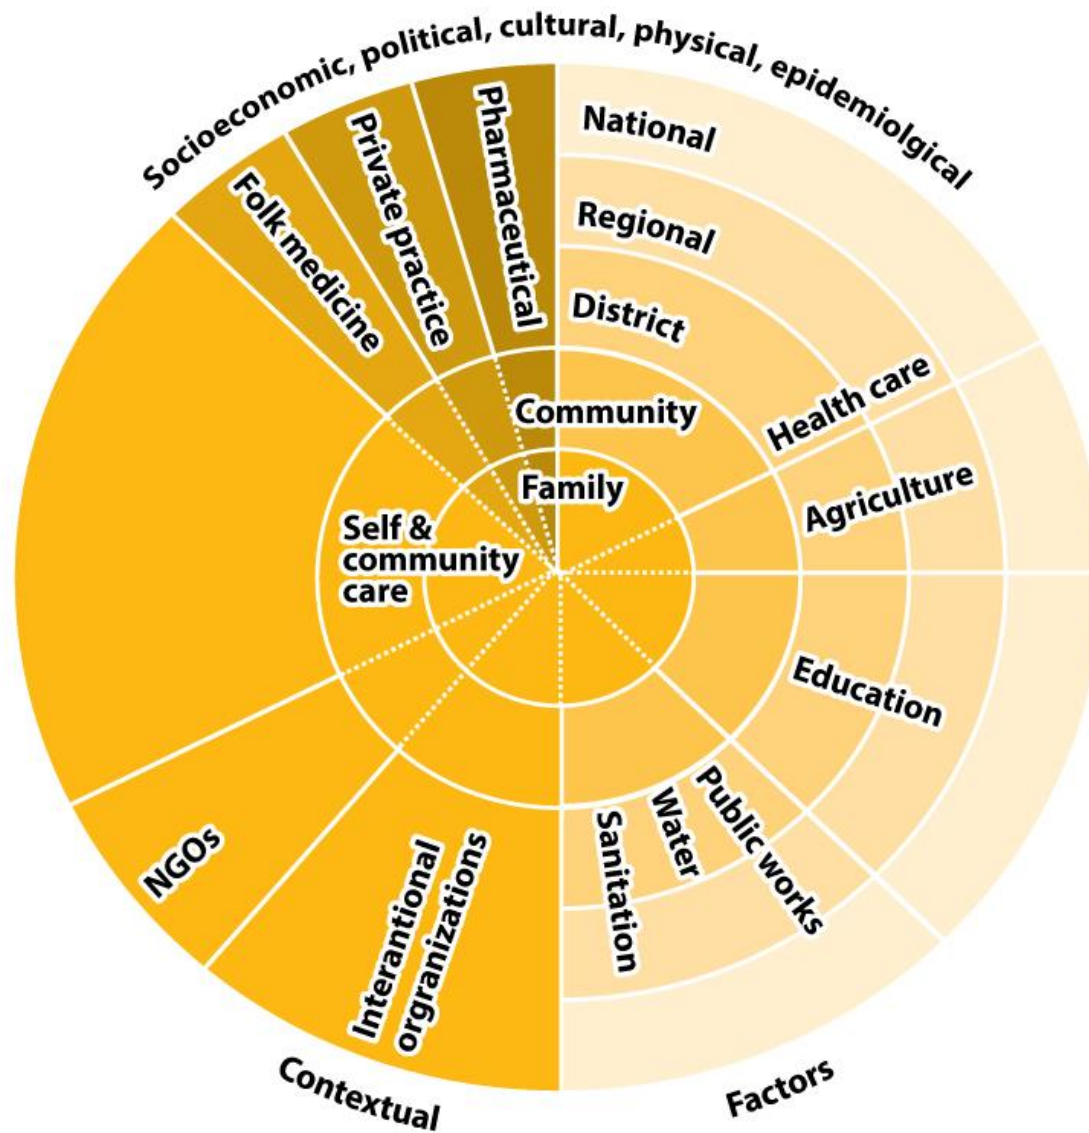 Socioeconomic, political, cultural, physical, epidemiolgical
Folk medicine
Private practice
Pharmaceutical
National
Regional
District
Community
Family
Health care
Agriculture
Self &
community
care
Education
Public works
Water
Sanitation
NGOs
Interantional
orgranizations
Contextual
Factors